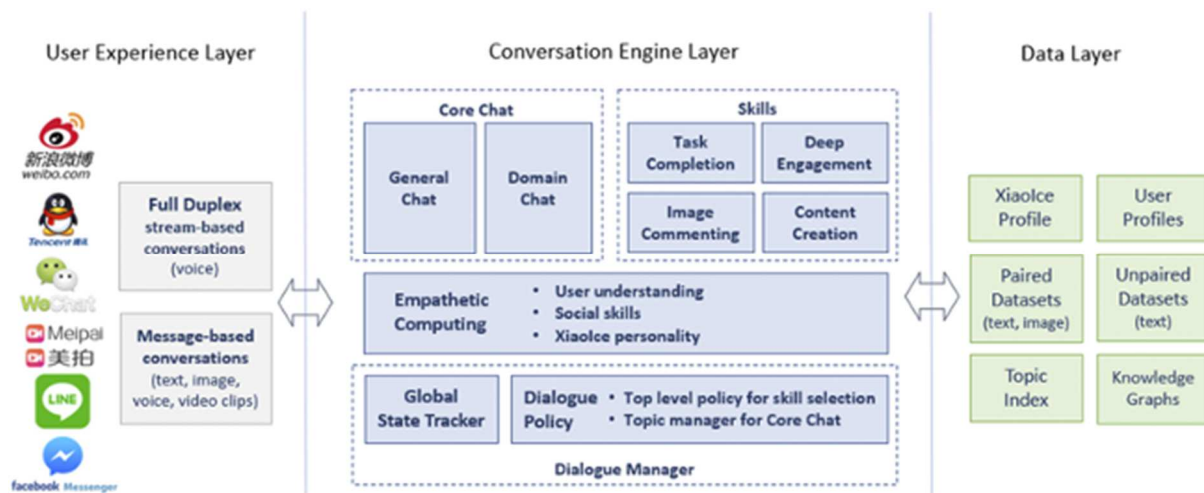 User Experience Layer
Conversation Engine Layer
Data Layer
新浪微博
weibo.com
Tencent 腾讯
WeChat
Meipai
美拍
LINE
facebook Messenger
Full Duplex
stream-based
conversations
(voice)
Message-based
conversations
(text, image,
voice, video clips)
Core Chat
General
Chat
Domain
Chat
Skills
Task
Completion
Deep
Engagement
Image
Commenting
Content
Creation
Empathetic
Computing
• User understanding
• Social skills
• XiaoIce personality
Global
State Tracker
Dialogue
Policy
• Top level policy for skill selection
• Topic manager for Core Chat
Dialogue Manager
XiaoIce
Profile
User
Profiles
Paired
Datasets
(text, image)
Unpaired
Datasets
(text)
Topic
Index
Knowledge
Graphs